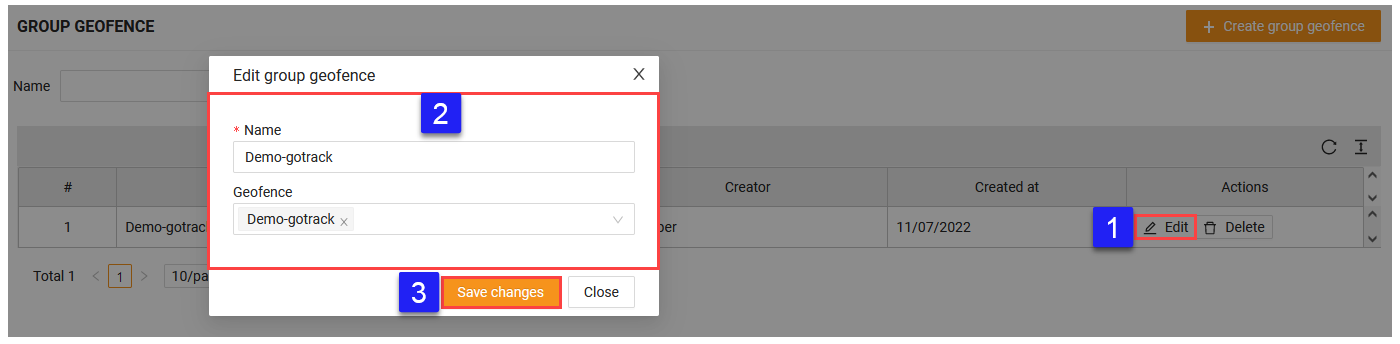 GROUP GEOFENCE
+ Create group geofence
Name
Edit group geofence
2
* Name
Demo-gotrack
Geofence
Demo-gotrack
# Creator Created at Actions
1 Demo-gotrac 11/07/2022 1 Edit Delete
Total 1 < 1 > 10/pa
3 Save changes Close